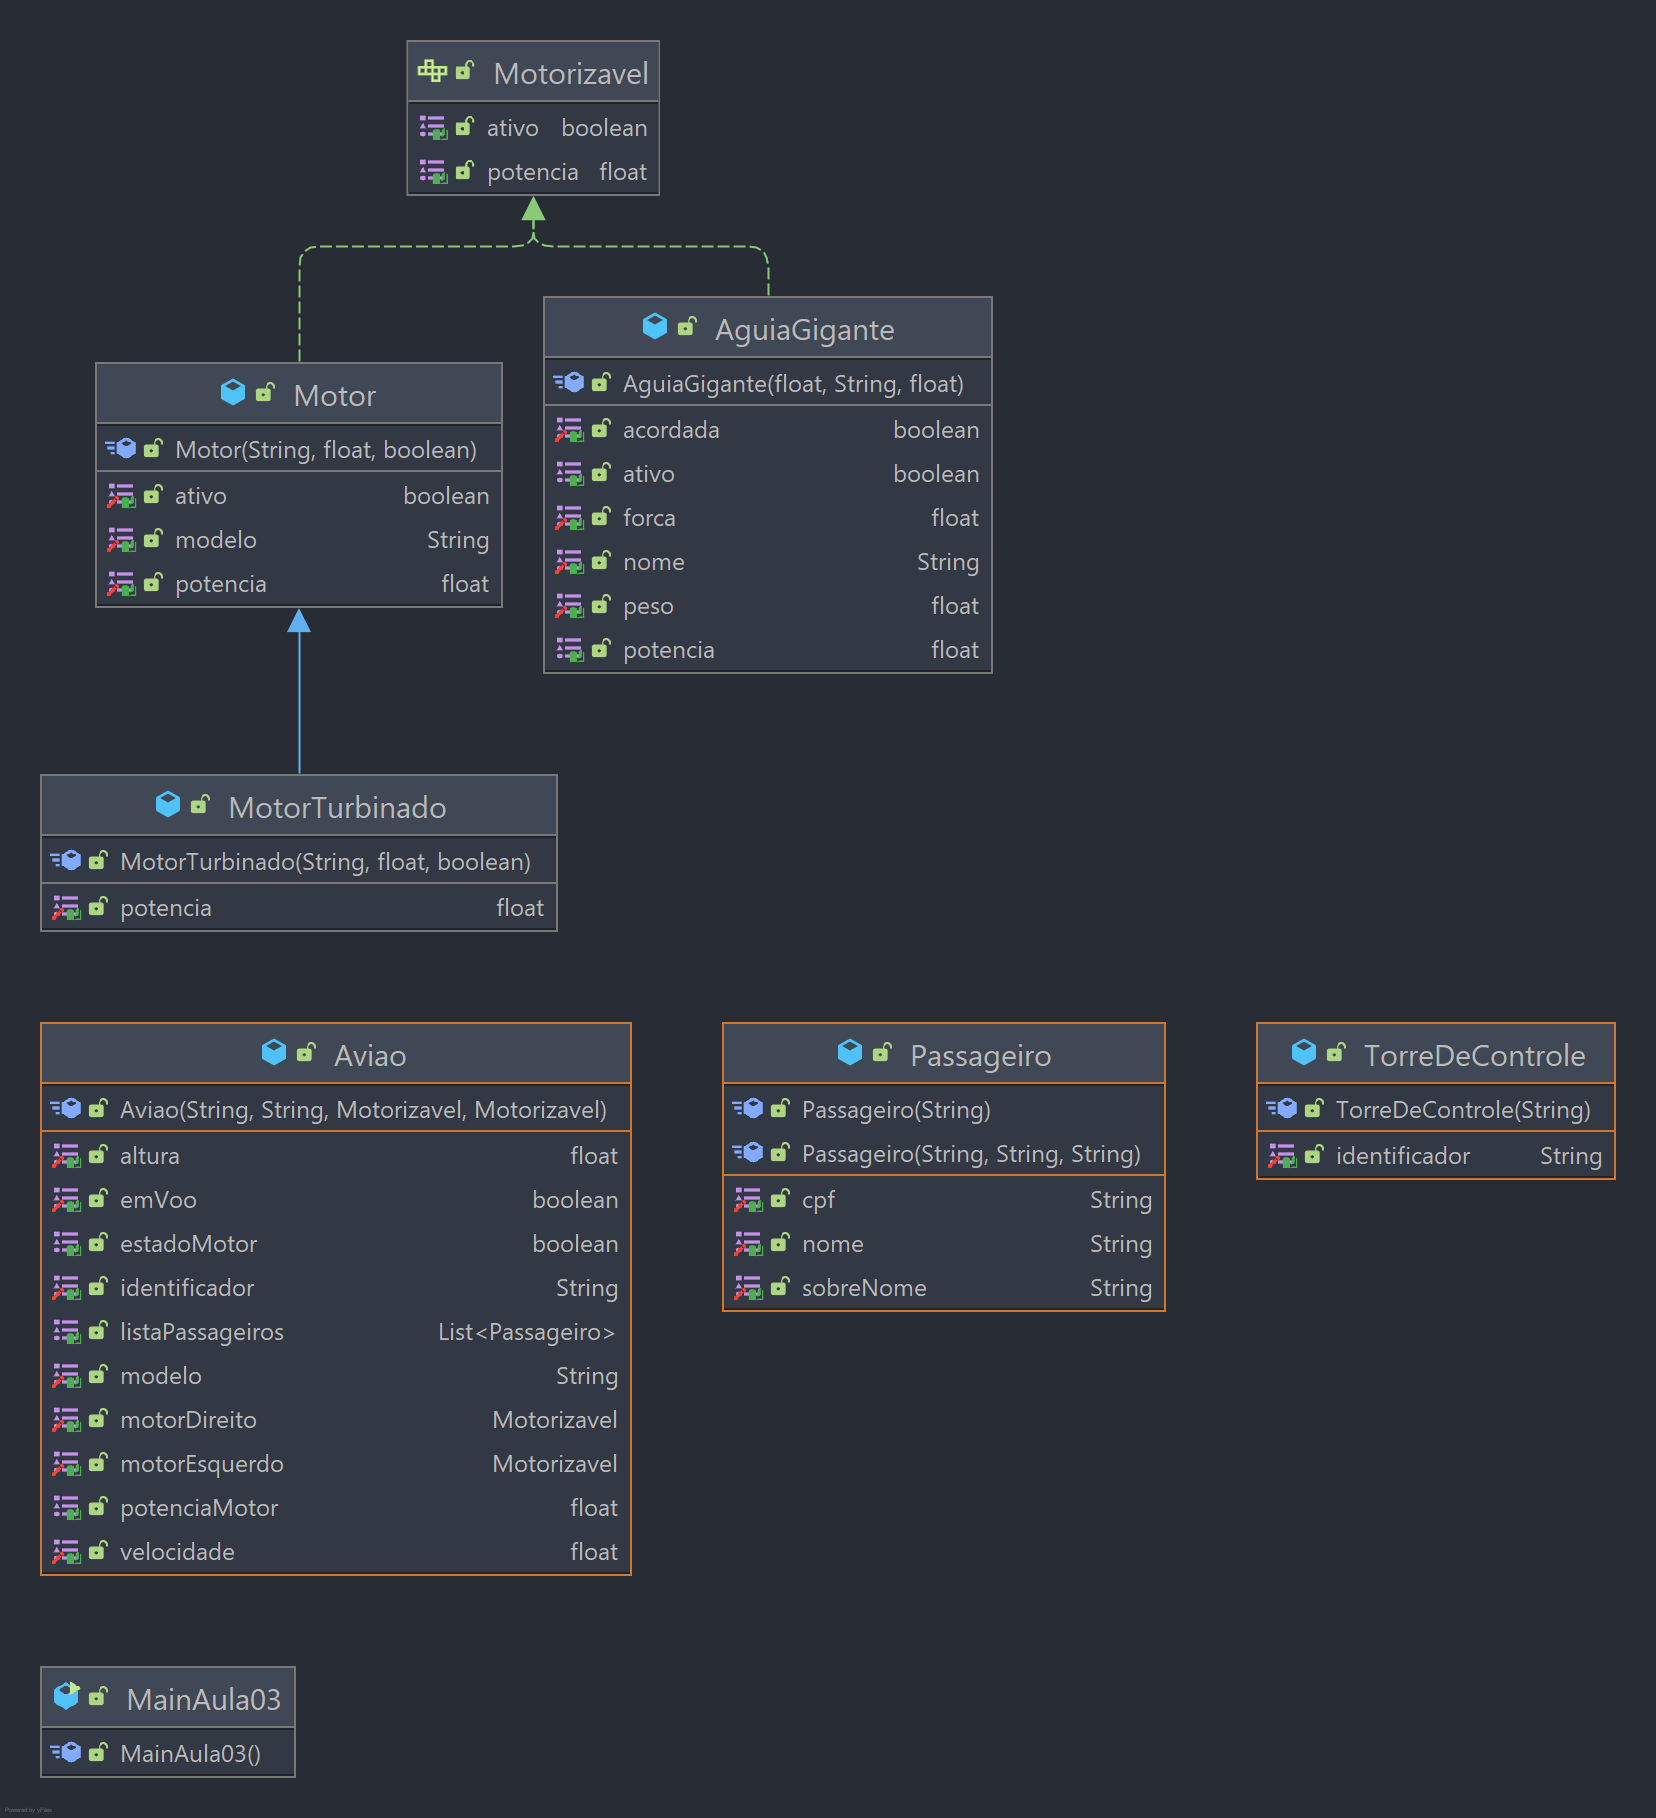 Motorizavel
ativo boolean
potencia float
AguiaGigante
AguiaGigante(float, String, float)
acordada boolean
ativo boolean
forca float
nome String
peso float
potencia float
Motor
Motor(String, float, boolean)
ativo boolean
modelo String
potencia float
MotorTurbinado
MotorTurbinado(String, float, boolean)
potencia float
Aviao
Aviao(String, String, Motorizavel, Motorizavel)
altura float
emVoo boolean
estadoMotor boolean
identificador String
listaPassageiros List<Passageiro>
modelo String
motorDireito Motorizavel
motorEsquerdo Motorizavel
potenciaMotor float
velocidade float
Passageiro
Passageiro(String)
Passageiro(String, String, String)
cpf String
nome String
sobreNome String
TorreDeControle
TorreDeControle(String)
identificador String
MainAula03
MainAula03()
Powered by yFiles